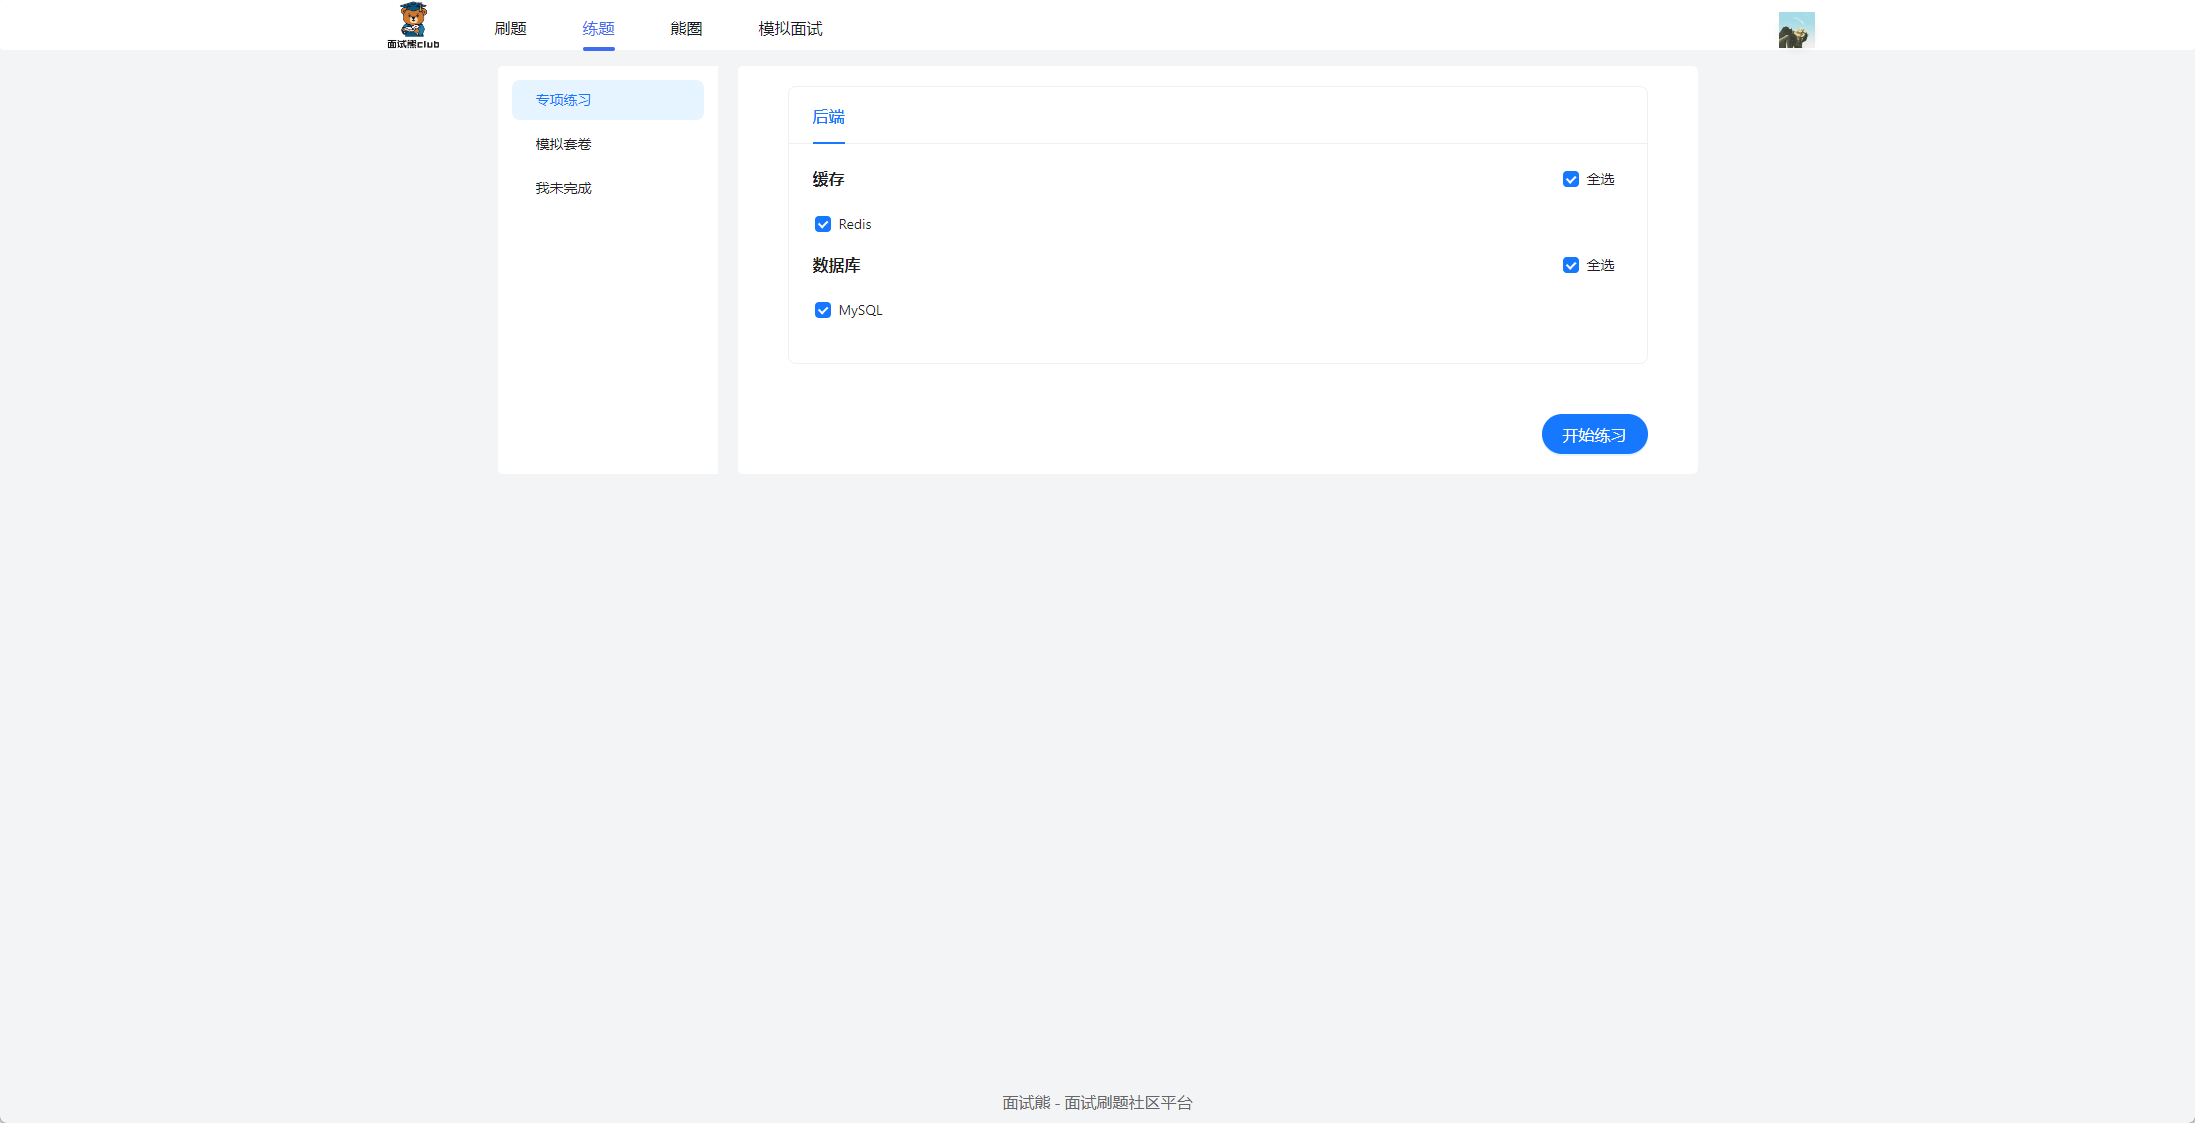 面试熊club
刷题 练题 熊圈 模拟面试
专项练习
模拟套卷
我未完成
后端
缓存 全选
Redis
数据库 全选
MySQL
开始练习
面试熊 - 面试刷题社区平台